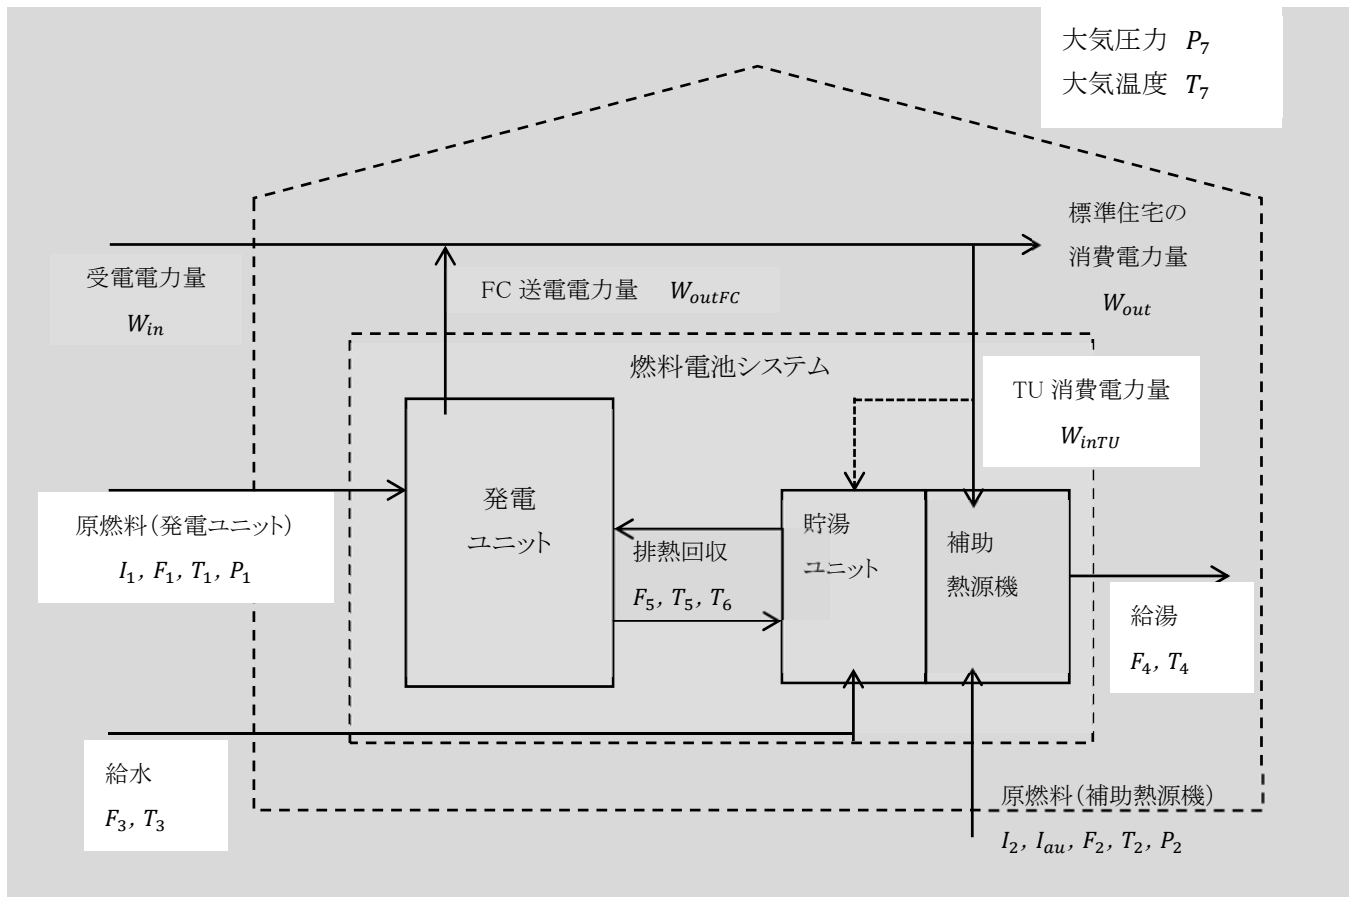 大気圧力 P7
大気温度 T7
標準住宅の
消費電力量
Wout
受電電力量
Win
FC 送電電力量 WoutFC
燃料電池システム
TU 消費電力量
WinTU
発電
ユニット
貯湯
ユニット
補助
熱源機
原燃料(発電ユニット)
I1, F1, T1, P1
排熱回収
F5, T5, T6
給湯
F4, T4
給水
F3, T3
原燃料(補助熱源機)
I2, Iau, F2, T2, P2